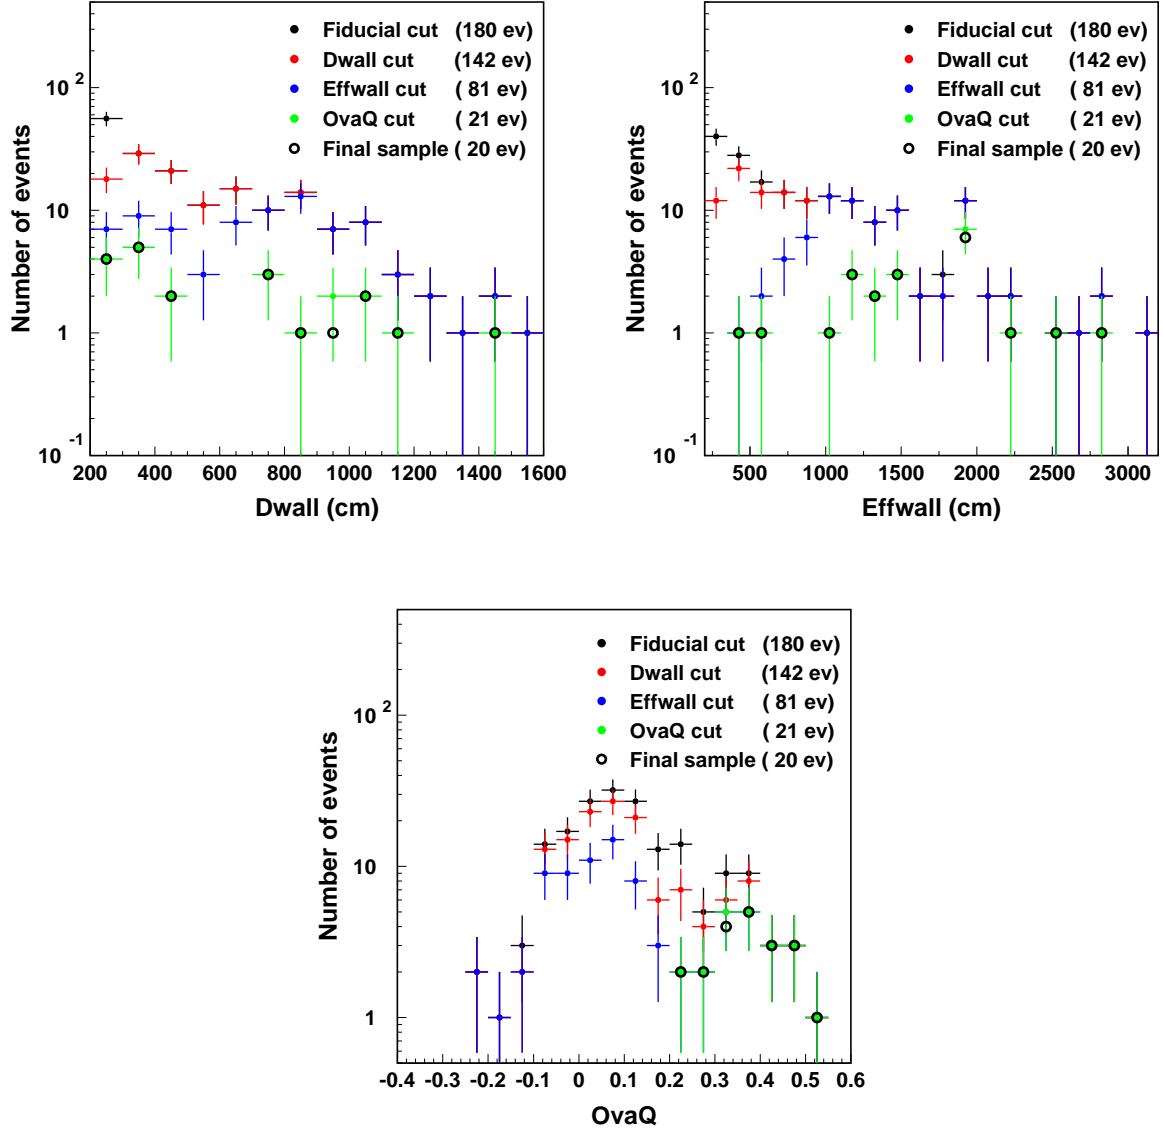 Fiducial cut (180 ev)
Dwall cut (142 ev)
Effwall cut ( 81 ev)
OvaQ cut ( 21 ev)
Final sample ( 20 ev)
Number of events
10 2
10
1
10 -1
200 400 600 800 1000 1200 1400 1600
Dwall (cm)
Fiducial cut (180 ev)
Dwall cut (142 ev)
Effwall cut ( 81 ev)
OvaQ cut ( 21 ev)
Final sample ( 20 ev)
Number of events
10 2
10
1
10 -1
500 1000 1500 2000 2500 3000
Effwall (cm)
Fiducial cut (180 ev)
Dwall cut (142 ev)
Effwall cut ( 81 ev)
OvaQ cut ( 21 ev)
Final sample ( 20 ev)
Number of events
10 2
10
1
-0.4 -0.3 -0.2 -0.1 0 0.1 0.2 0.3 0.4 0.5 0.6
OvaQ